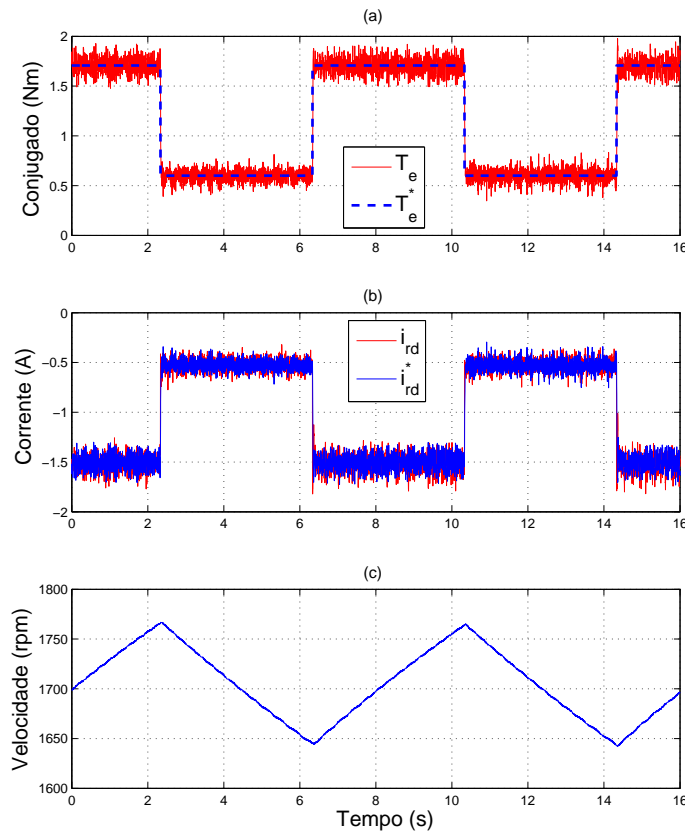 (a)
Conjugado (Nm)
2
1.5
1
0.5
0
T_e
T_e^*
0 2 4 6 8 10 12 14 16
(b)
Corrente (A)
0
−0.5
−1
−1.5
−2
i_rd
i_rd^*
0 2 4 6 8 10 12 14 16
(c)
Velocidade (rpm)
1800
1750
1700
1650
1600
0 2 4 6 8 10 12 14 16
Tempo (s)